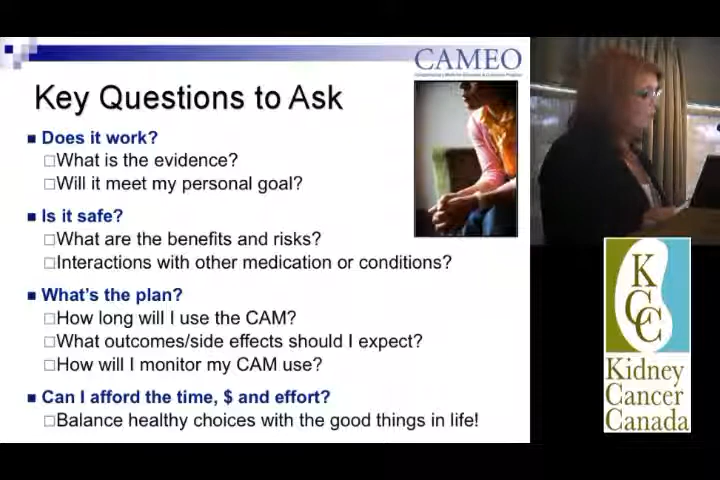 CAMEO
Key Questions to Ask
Does it work?
What is the evidence?
Will it meet my personal goal?
Is it safe?
What are the benefits and risks?
Interactions with other medication or conditions?
What's the plan?
How long will I use the CAM?
What outcomes/side effects should I expect?
How will I monitor my CAM use?
Can I afford the time, $ and effort?
Balance healthy choices with the good things in life!
K
C
C
Kidney
Cancer
Canada